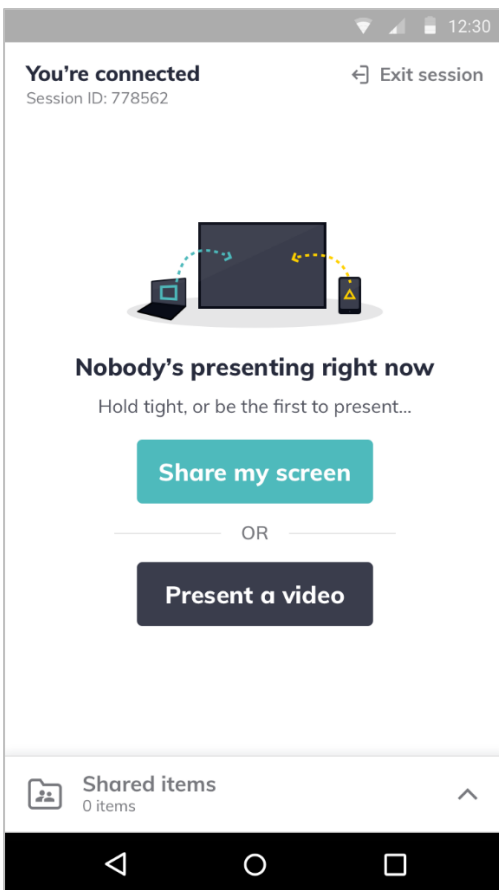 12:30
You’re connected
Exit session
Session ID: 778562
Nobody’s presenting right now
Hold tight, or be the first to present...
Share my screen
OR
Present a video
Shared items
0 items